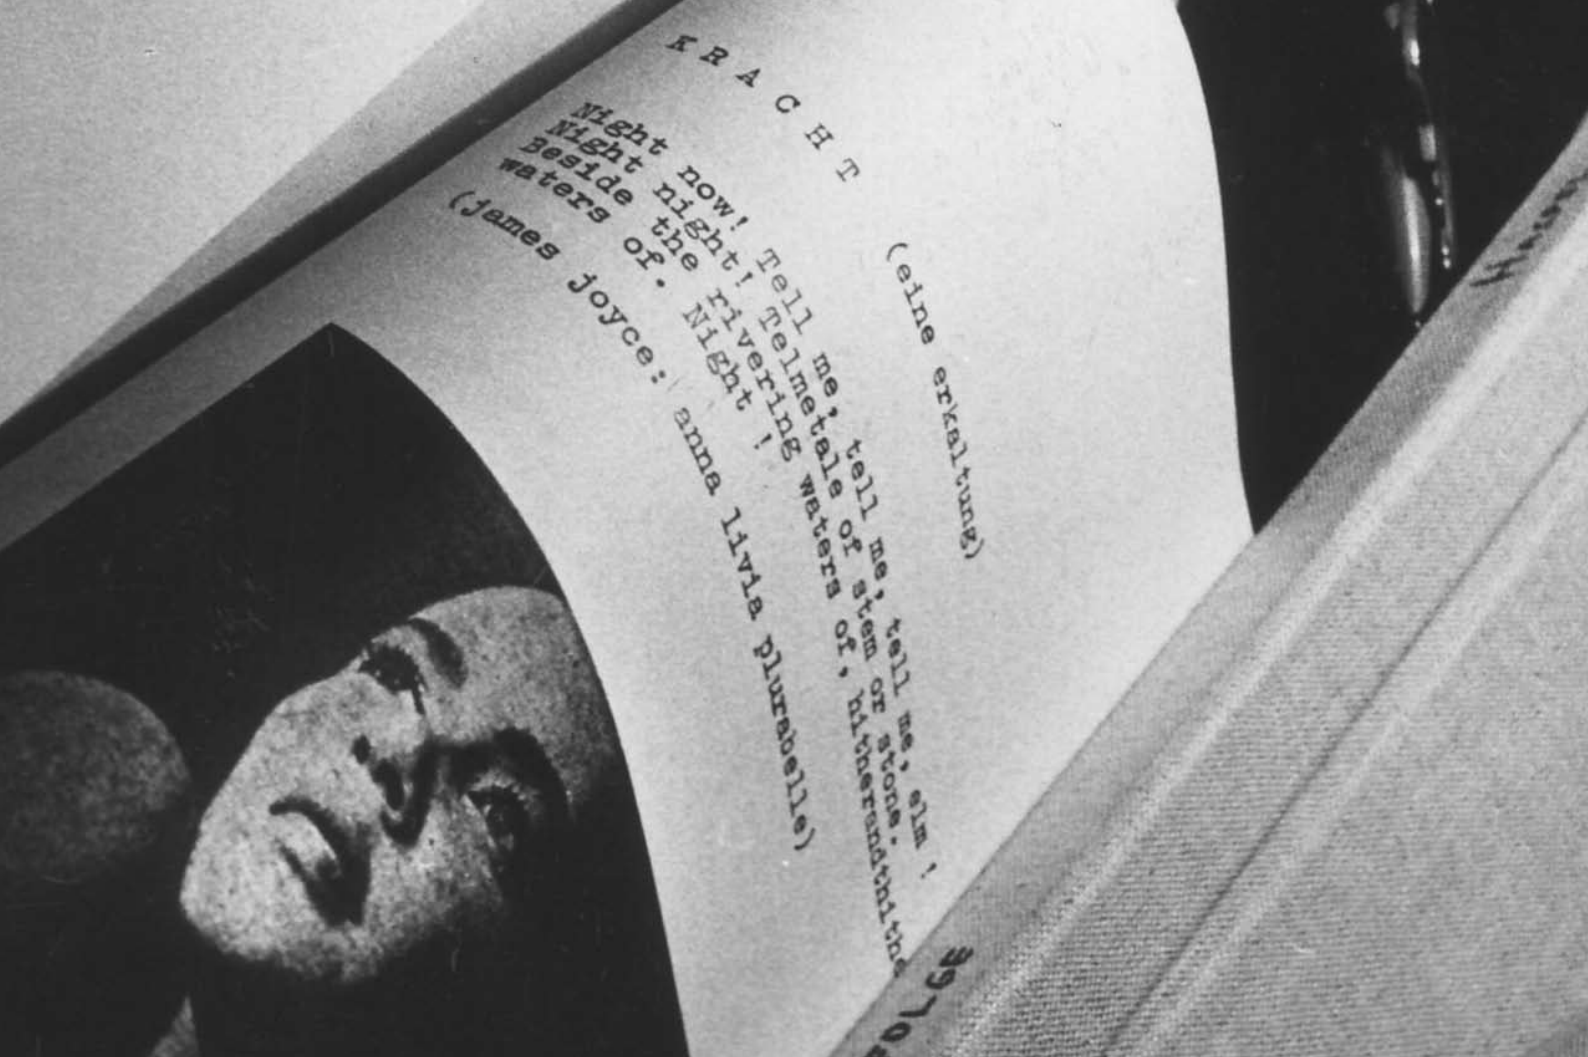 K R A C H T
(eine erkaltung)
Night now! Tell me, tell me, tell me, elm !
Night night! Telmetale of stem or stone.
Beside the rivering waters of, hitherandthithe
waters of. Night !
(james joyce: anna livia plurabelle)